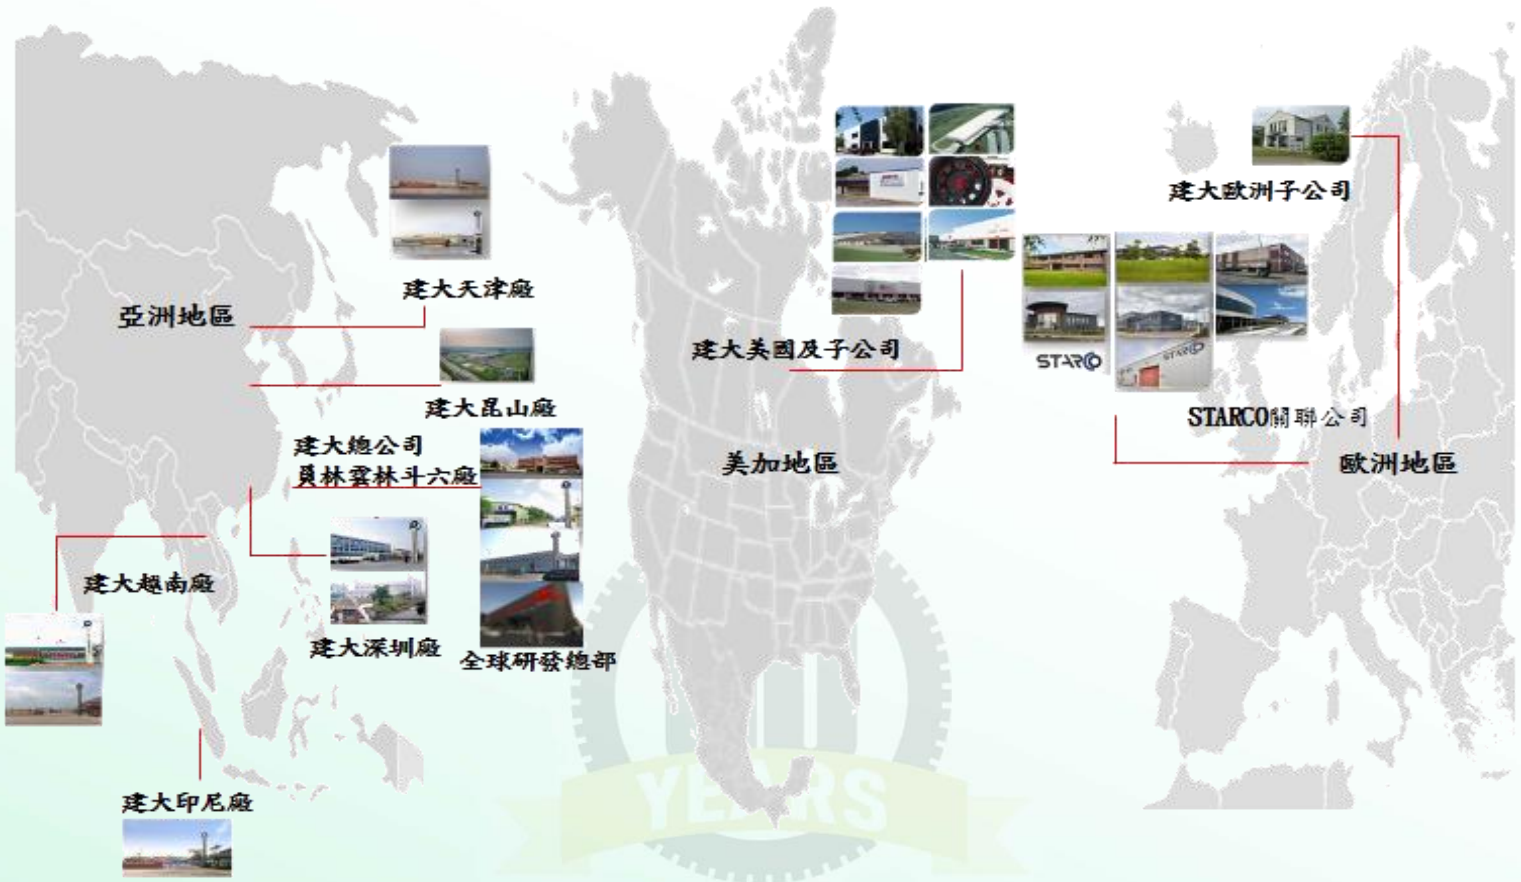 亞洲地區
建大天津廠
建大昆山廠
建大總公司
員林雲林斗六廠
全球研發總部
建大深圳廠
建大越南廠
建大印尼廠
美加地區
建大美國及子公司
建大歐洲子公司
STARCO
STARCO
STARCO關聯公司
歐洲地區
YEARS